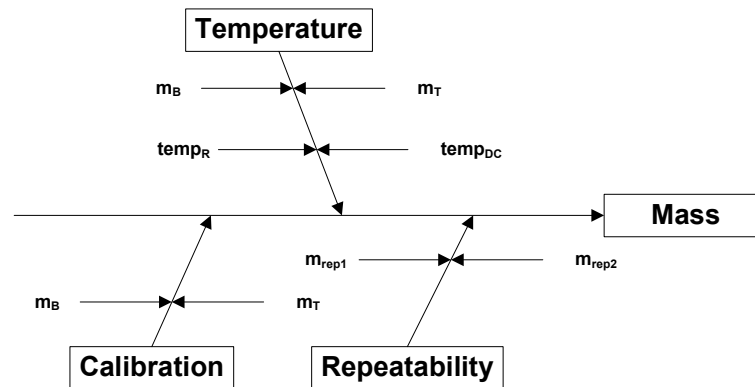 Temperature
m_B m_T
temp_R temp_DC
Mass
m_rep1 m_rep2
m_B m_T
Calibration Repeatability